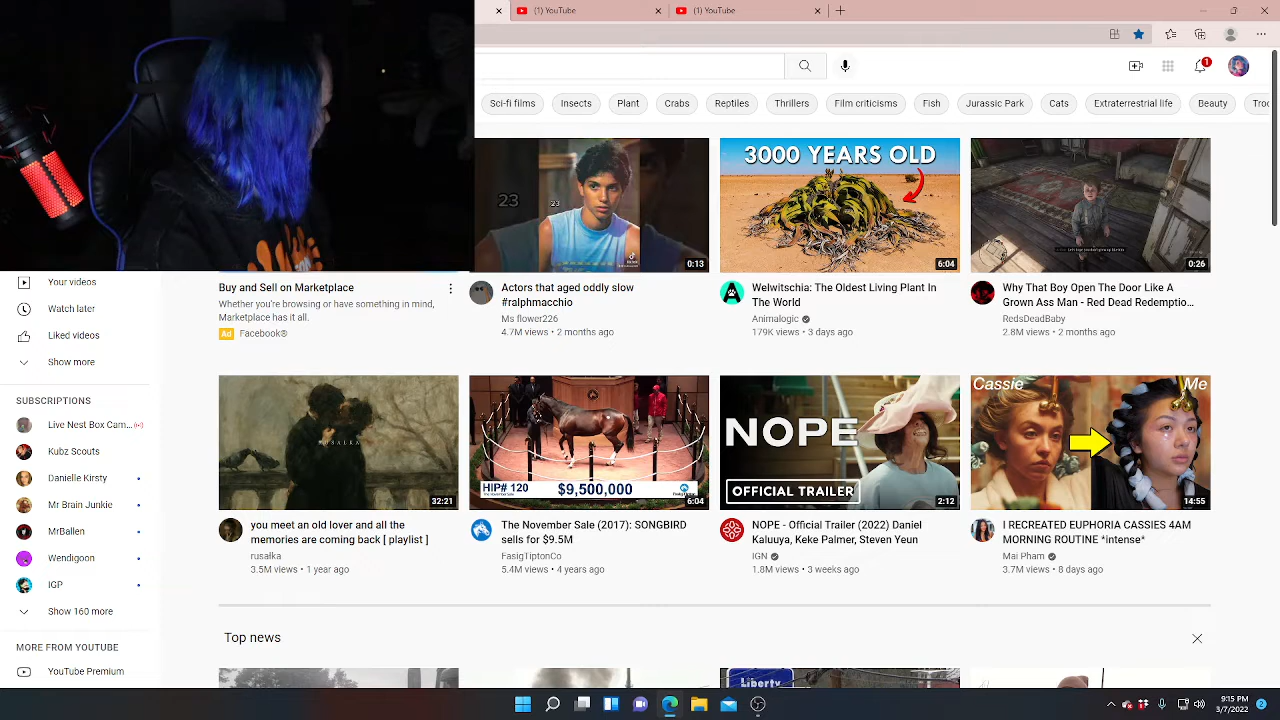 (1) YouTube
(1) YouTube
1
Sci-fi films
Insects
Plant
Crabs
Reptiles
Thrillers
Film criticisms
Fish
Jurassic Park
Cats
Extraterrestrial life
Beauty
Troo
23
23
0:13
3000 YEARS OLD
6:04
0:26
Buy and Sell on Marketplace
Whether you're browsing or have something in mind,
Marketplace has it all.
Ad Facebook®
Actors that aged oddly slow
#ralphmacchio
Ms flower226
4.7M views • 2 months ago
Welwitschia: The Oldest Living Plant In
The World
Animalogic
179K views • 3 days ago
Why That Boy Open The Door Like A
Grown Ass Man - Red Dead Redemptio...
RedsDeadBaby
2.8M views • 2 months ago
Your videos
Watch later
Liked videos
Show more
SUBSCRIPTIONS
Live Nest Box Cam...
Kubz Scouts
Danielle Kirsty
Mr Brain Junkie
MrBallen
Wendigoon
IGP
Show 160 more
MORE FROM YOUTUBE
YouTube Premium
RUSALKA
32:21
HIP# 120 $9,500,000
6:04
NOPE
OFFICIAL TRAILER
2:12
Cassie
Me
14:55
you meet an old lover and all the
memories are coming back [ playlist ]
rusałka
3.5M views • 1 year ago
The November Sale (2017): SONGBIRD
sells for $9.5M
FasigTiptonCo
5.4M views • 4 years ago
NOPE - Official Trailer (2022) Daniel
Kaluuya, Keke Palmer, Steven Yeun
IGN
1.8M views • 3 weeks ago
I RECREATED EUPHORIA CASSIES 4AM
MORNING ROUTINE *intense*
Mai Pham
3.7M views • 8 days ago
Top news
Liberty
9:05 PM
3/7/2022
2